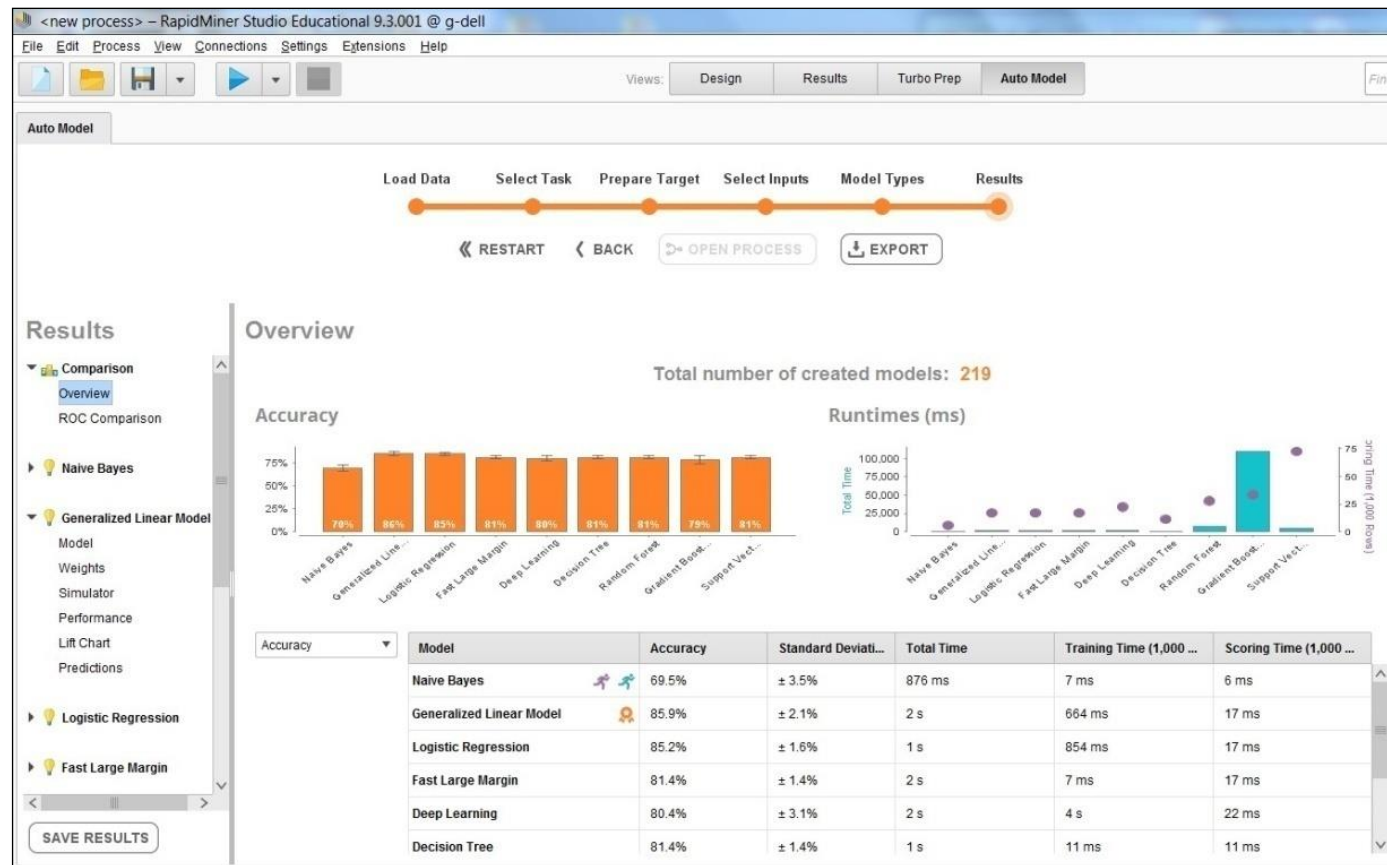 <new process> – RapidMiner Studio Educational 9.3.001 @ g-dell
File Edit Process View Connections Settings Extensions Help
Views: Design Results Turbo Prep Auto Model Fin
Auto Model
Load Data Select Task Prepare Target Select Inputs Model Types Results
RESTART BACK OPEN PROCESS EXPORT
Results
Comparison
Overview
ROC Comparison
Naive Bayes
Generalized Linear Model
Model
Weights
Simulator
Performance
Lift Chart
Predictions
Logistic Regression
Fast Large Margin
SAVE RESULTS
Overview
Total number of created models: 219
Accuracy
75%
50%
25%
0%
70% 86% 85% 81% 80% 81% 81% 79% 81%
Naive Bayes Generalized Line... Logistic Regression Fast Large Margin Deep Learning Decision Tree Random Forest Gradient Boost... Support Vect...
Runtimes (ms)
Total Time
100,000
75,000
50,000
25,000
0
75
50
25
0
ring Time (1,000 Rows)
Naive Bayes Generalized Line... Logistic Regression Fast Large Margin Deep Learning Decision Tree Random Forest Gradient Boost... Support Vect...
Accuracy
Model Accuracy Standard Deviati... Total Time Training Time (1,000 ... Scoring Time (1,000 ...
Naive Bayes 69.5% ± 3.5% 876 ms 7 ms 6 ms
Generalized Linear Model 85.9% ± 2.1% 2 s 664 ms 17 ms
Logistic Regression 85.2% ± 1.6% 1 s 854 ms 17 ms
Fast Large Margin 81.4% ± 1.4% 2 s 7 ms 17 ms
Deep Learning 80.4% ± 3.1% 2 s 4 s 22 ms
Decision Tree 81.4% ± 1.4% 1 s 11 ms 11 ms